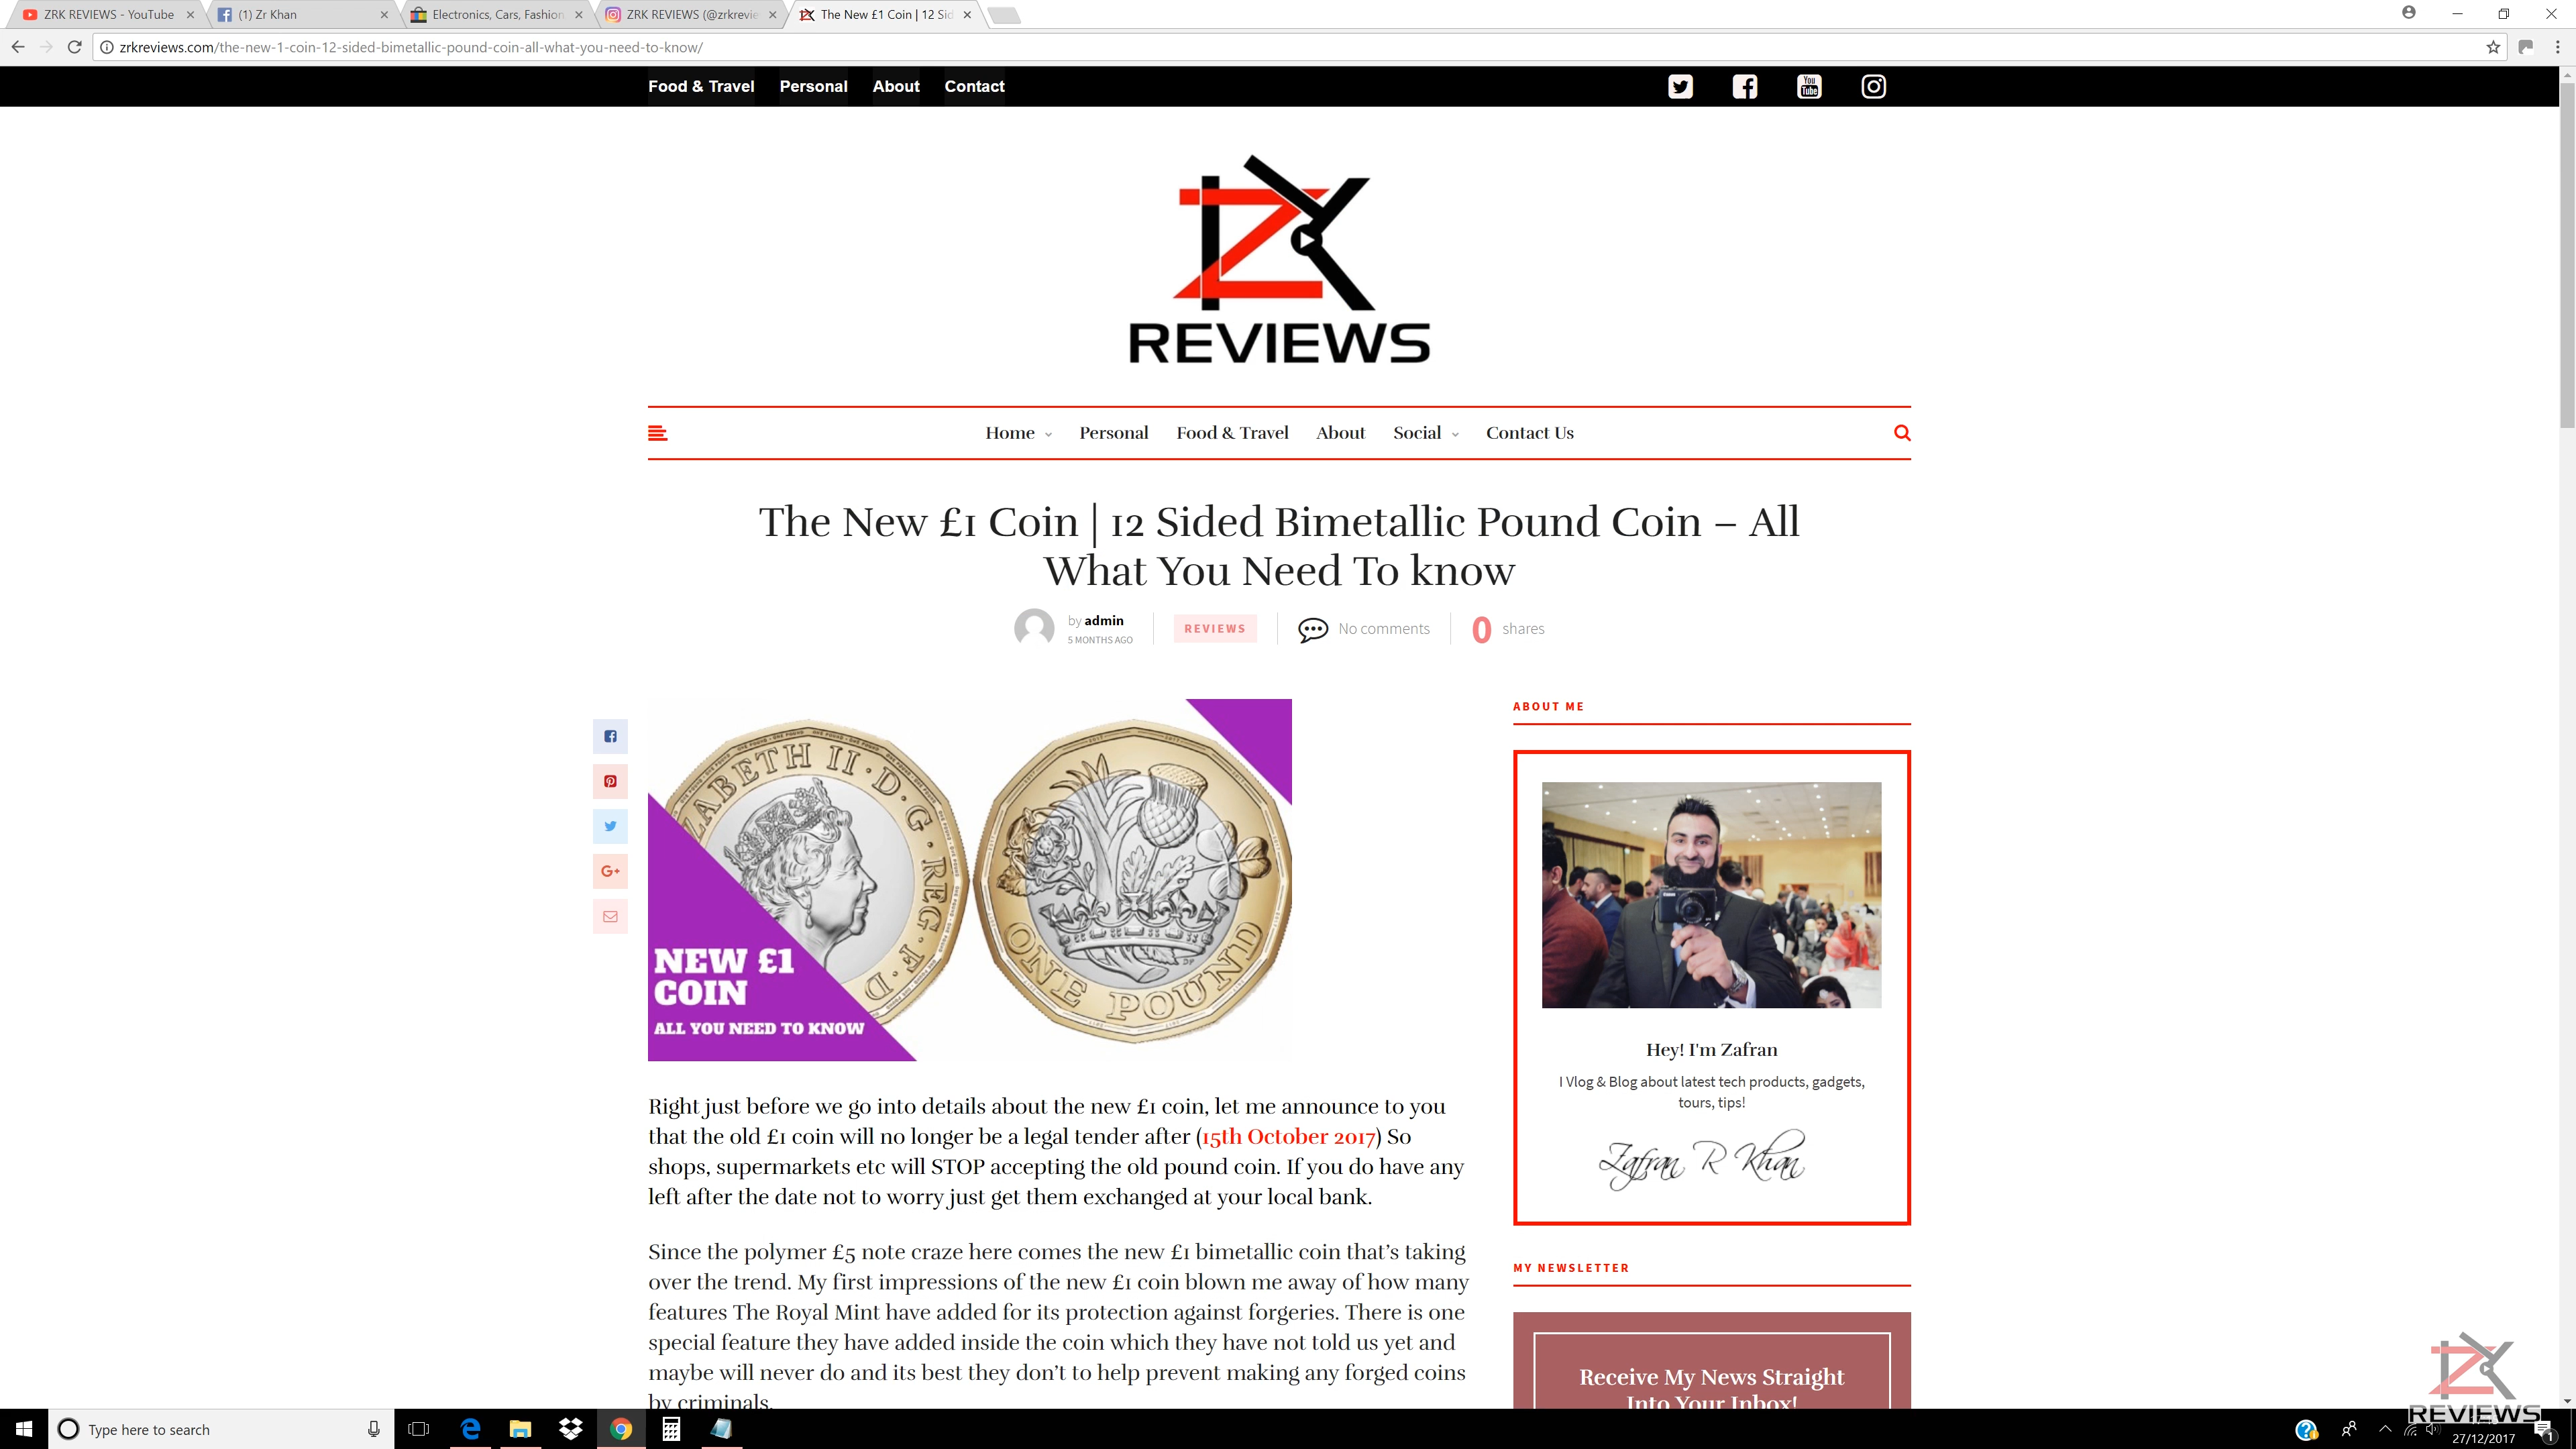 ZRK REVIEWS - YouTube
(1) Zr Khan
Electronics, Cars, Fashion
ZRK REVIEWS (@zrkrevie
The New £1 Coin | 12 Sid
zrkreviews.com/the-new-1-coin-12-sided-bimetallic-pound-coin-all-what-you-need-to-know/
Food & Travel Personal About Contact
You
Tube
ZRK
REVIEWS
Home Personal Food & Travel About Social Contact Us
The New £1 Coin | 12 Sided Bimetallic Pound Coin – All
What You Need To know
by admin
5 MONTHS AGO
REVIEWS
No comments
0 shares
ZABETH II · D · G · REG · F · D
ONE POUND
NEW £1
COIN
ALL YOU NEED TO KNOW
Right just before we go into details about the new £1 coin, let me announce to you
that the old £1 coin will no longer be a legal tender after (15th October 2017) So
shops, supermarkets etc will STOP accepting the old pound coin. If you do have any
left after the date not to worry just get them exchanged at your local bank.
Since the polymer £5 note craze here comes the new £1 bimetallic coin that's taking
over the trend. My first impressions of the new £1 coin blown me away of how many
features The Royal Mint have added for its protection against forgeries. There is one
special feature they have added inside the coin which they have not told us yet and
maybe will never do and its best they don't to help prevent making any forged coins
by criminals.
ABOUT ME
Hey! I'm Zafran
I Vlog & Blog about latest tech products, gadgets,
tours, tips!
Zafran R Khan
MY NEWSLETTER
Receive My News Straight
Into Your Inbox!
ZRK
REVIEWS
Type here to search
27/12/2017
1